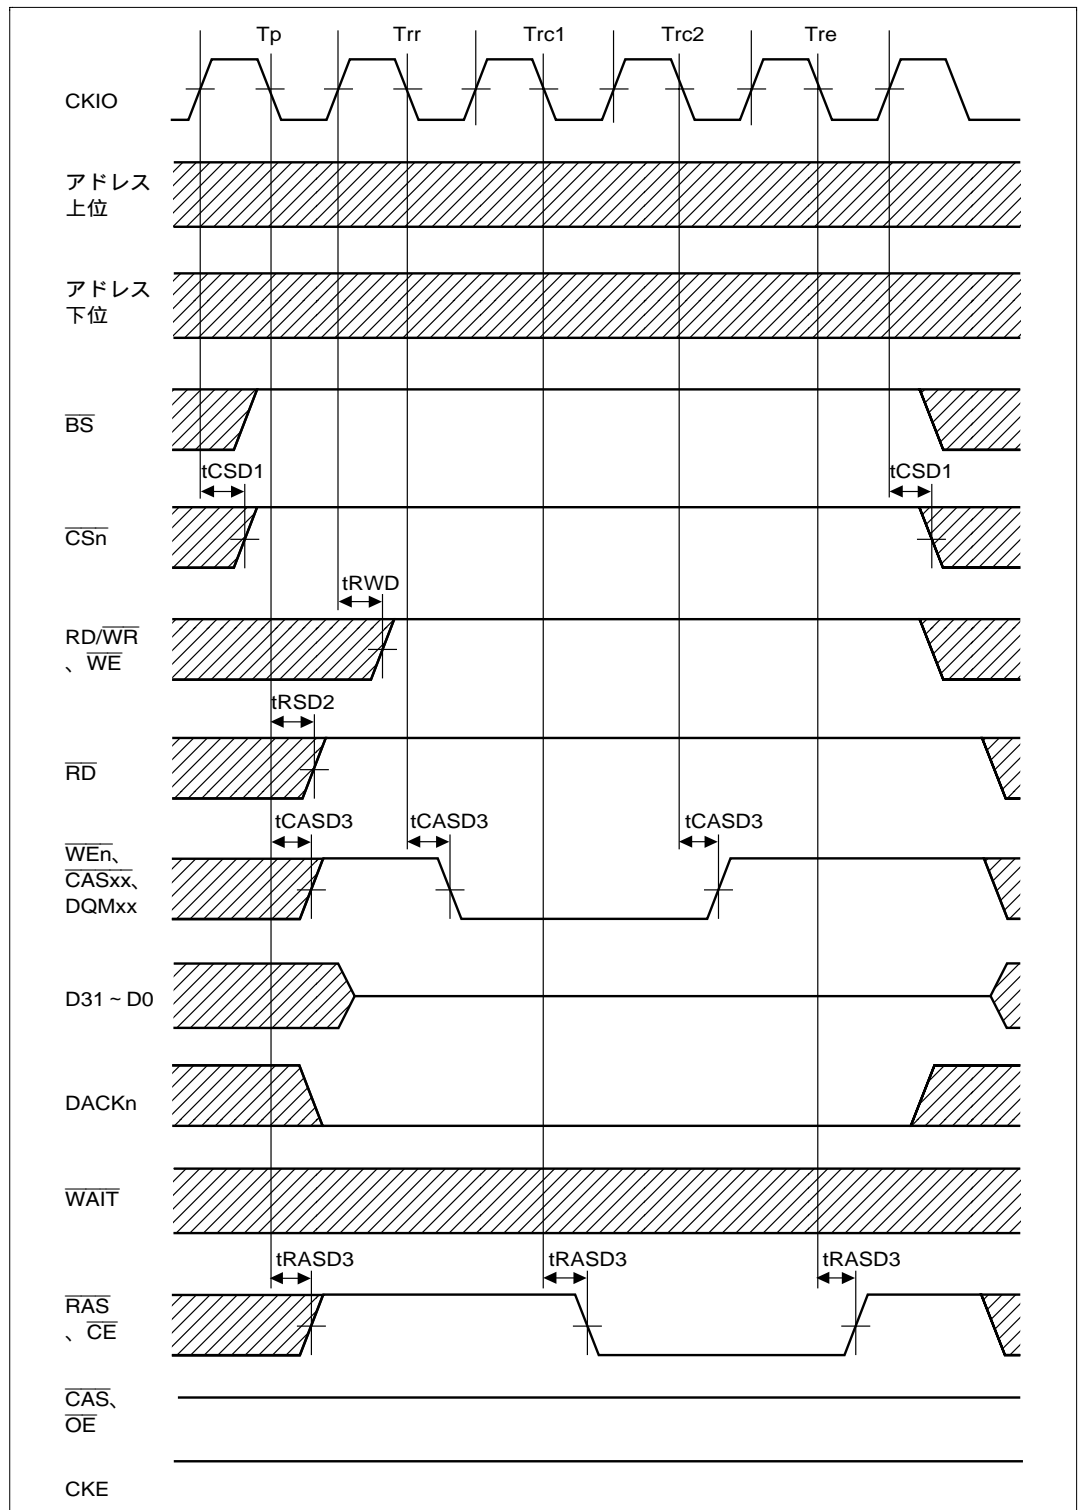 Tp Trr Trc1 Trc2 Tre
CKIO
アドレス
上位
アドレス
下位
BS
tCSD1 tCSD1
CSn
tRWD
RD/WR
、WE
tRSD2
RD
tCASD3 tCASD3 tCASD3
WEn、
CASxx、
DQMxx
D31 ~ D0
DACKn
WAIT
tRASD3 tRASD3 tRASD3
RAS
、CE
CAS、
OE
CKE